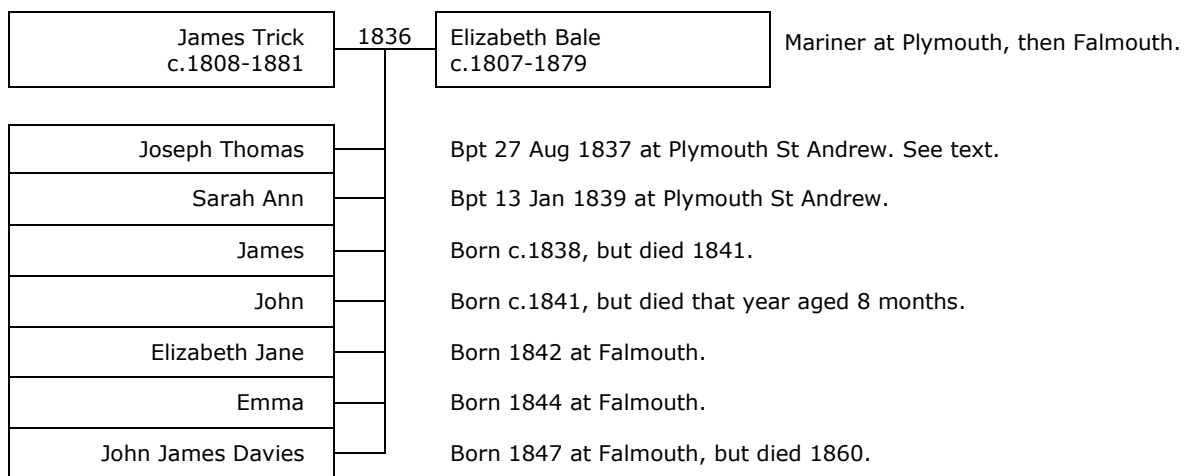 James Trick 1836 Elizabeth Bale Mariner at Plymouth, then Falmouth.
c.1808-1881 c.1807-1879
Joseph Thomas Bpt 27 Aug 1837 at Plymouth St Andrew. See text.
Sarah Ann Bpt 13 Jan 1839 at Plymouth St Andrew.
James Born c.1838, but died 1841.
John Born c.1841, but died that year aged 8 months.
Elizabeth Jane Born 1842 at Falmouth.
Emma Born 1844 at Falmouth.
John James Davies Born 1847 at Falmouth, but died 1860.